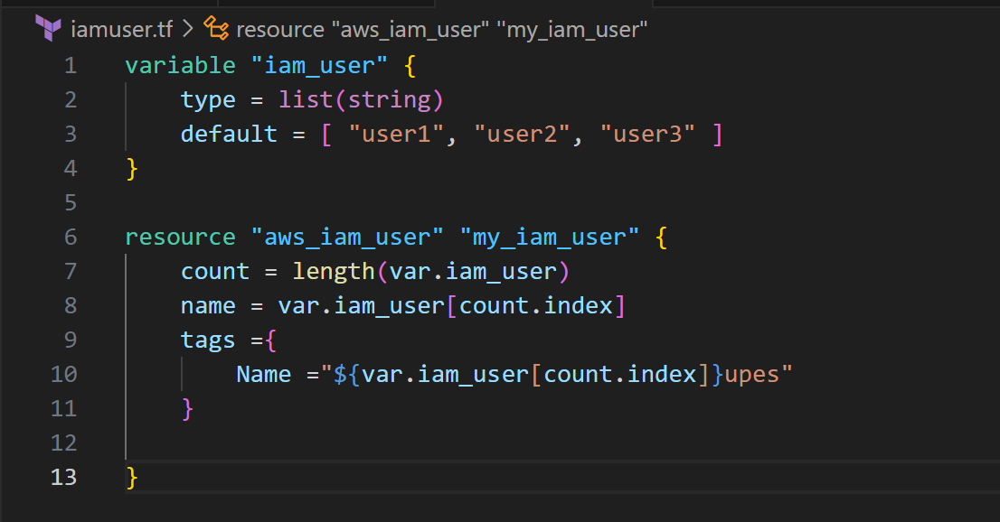 iamuser.tf > resource "aws_iam_user" "my_iam_user"
1 variable "iam_user" {
2     type = list(string)
3     default = [ "user1", "user2", "user3" ]
4 }
5
6 resource "aws_iam_user" "my_iam_user" {
7     count = length(var.iam_user)
8     name = var.iam_user[count.index]
9     tags ={
10         Name ="${var.iam_user[count.index]}upes"
11     }
12
13 }